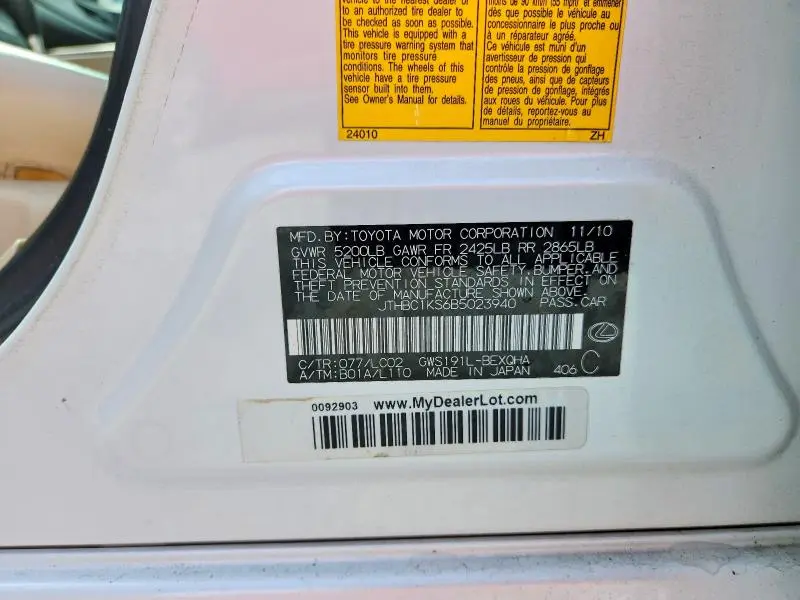 vehicle to the nearest dealer or
to an authorized tire dealer to
be checked as soon as possible.
This vehicle is equipped with a
tire pressure warning system that
monitors tire pressure
conditions. The wheels of this
vehicle have a tire pressure
sensor built into them.
See Owner's Manual for details.
24010
moins de 90 km/h (55 mph) et emmener
dès que possible le véhicule au
concessionnaire le plus proche ou
à un réparateur agréé.
Ce véhicule est muni d'un
avertisseur de pression qui
contrôle la pression de gonflage
des pneus, ainsi que de capteurs
de pression de gonflage, intégrés
aux roues du véhicule. Pour plus
de détails, reportez-vous au
manuel du propriétaire.
ZH
MFD.BY:TOYOTA MOTOR CORPORATION 11/10
GVWR 5200LB GAWR FR 2425LB RR 2865LB
THIS VEHICLE CONFORMS TO ALL APPLICABLE
FEDERAL MOTOR VEHICLE SAFETY,BUMPER,AND
THEFT PREVENTION STANDARDS IN EFFECT ON
THE DATE OF MANUFACTURE SHOWN ABOVE.
JTHBC1KS6B5023940 PASS.CAR
C/TR:077/LC02 GWS191L-BEXQHA
A/TM:B01A/L110 MADE IN JAPAN 406 C
0092903 www.MyDealerLot.com